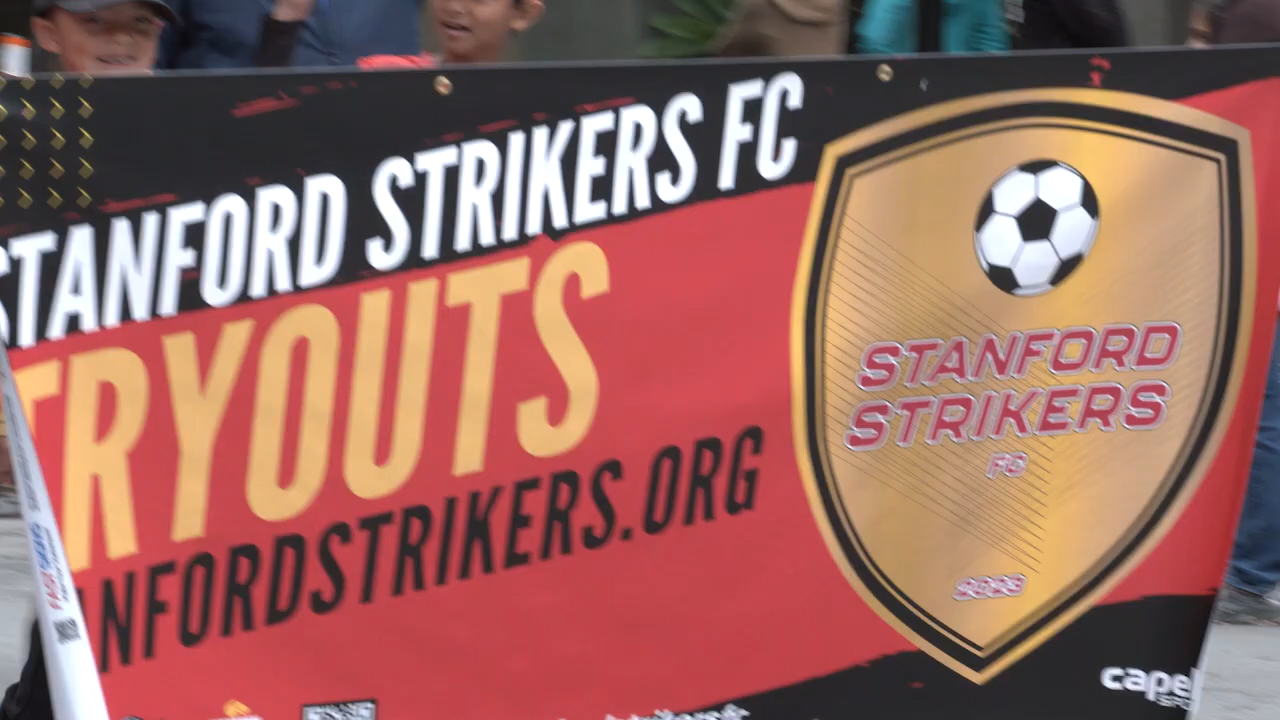 STANFORD STRIKERS FC
TRYOUTS
NFORDSTRIKERS.ORG
STANFORD
STRIKERS
FC
capel